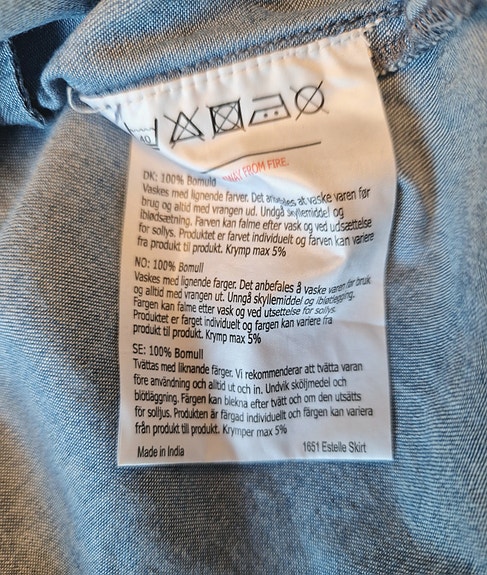 40
AWAY FROM FIRE.
DK: 100% Bomuld
Vaskes med lignende farver. Det anbefales at vaske varen før
brug og altid med vrangen ud. Undgå skyllemiddel og
iblødsætning. Farven kan falme efter vask og ved udsættelse
for sollys. Produktet er farvet individuelt og farven kan variere
fra produkt til produkt. Krymp max 5%
NO: 100% Bomull
Vaskes med lignende farger. Det anbefales å vaske varen før bruk
og alltid med vrangen ut. Unngå skyllemiddel og ibløtlegging.
Fargen kan falme etter vask og ved utsettelse for sollys.
Produktet er farget individuelt og fargen kan variere fra
produkt til produkt. Krymp max 5%
SE: 100% Bomull
Tvättas med liknande färger. Vi rekommenderar att tvätta varan
före användning och alltid ut och in. Undvik sköljmedel och
blötläggning. Färgen kan blekna efter tvätt och om den utsätts
för solljus. Produkten är färgad individuellt och färgen kan variera
från produkt till produkt. Krymper max 5%
Made in India
1651 Estelle Skirt